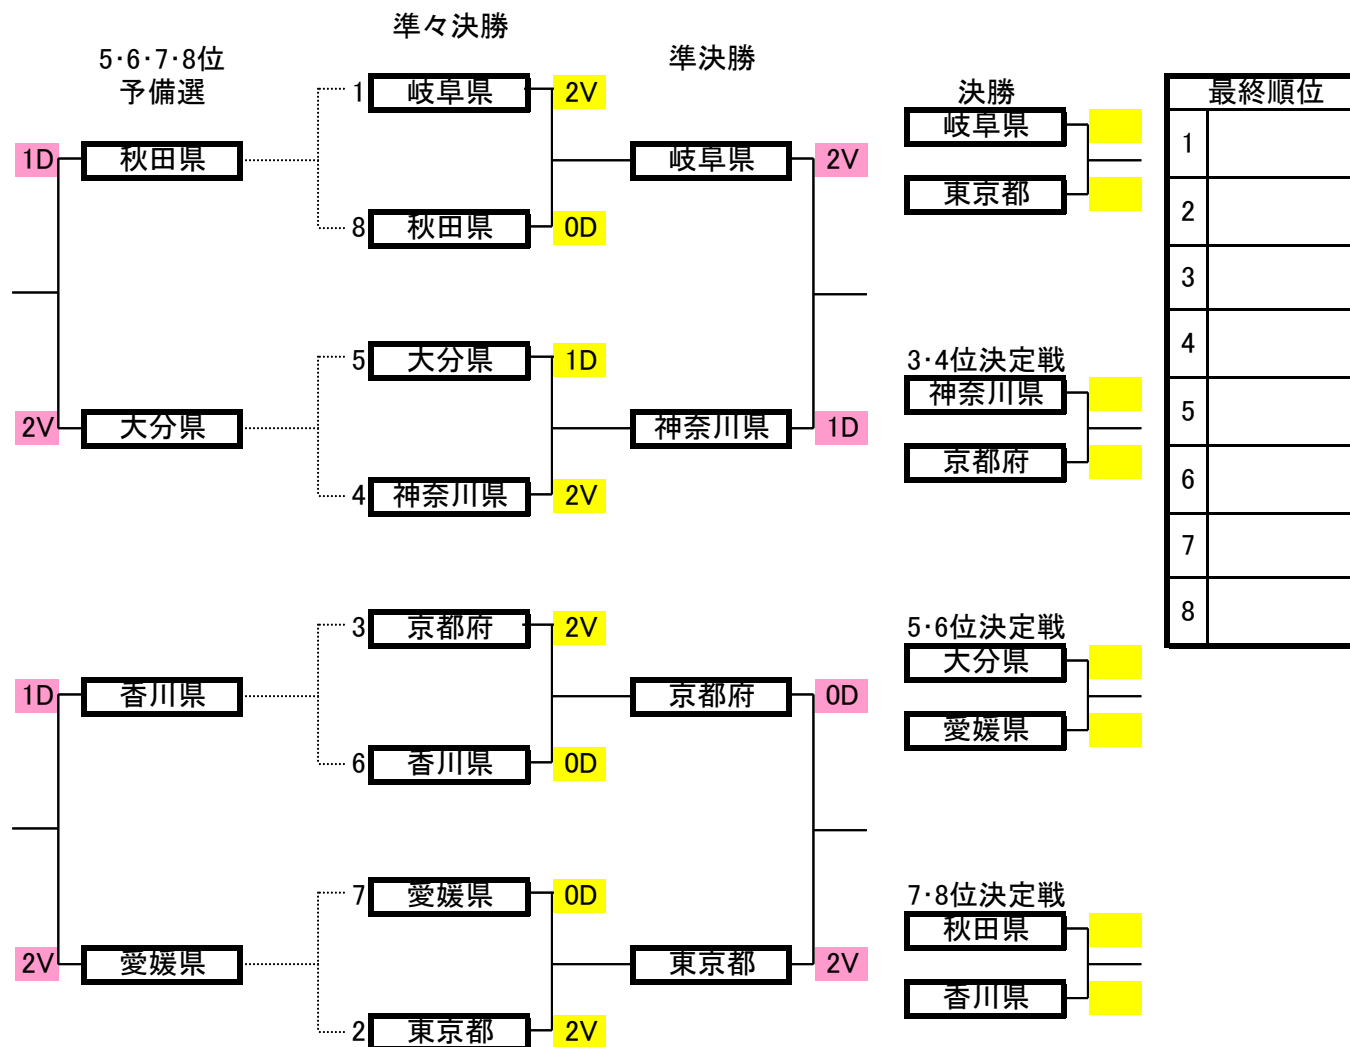 準々決勝
5・6・7・8位
予備選
準決勝
決勝
最終順位
1 岐阜県 2V
岐阜県
1D 秋田県
岐阜県 2V
1
東京都
8 秋田県 0D
2
3
5 大分県 1D
3・4位決定戦
4
神奈川県
2V 大分県
神奈川県 1D
5
京都府
4 神奈川県 2V
6
7
3 京都府 2V
5・6位決定戦
8
大分県
1D 香川県
京都府 0D
愛媛県
6 香川県 0D
7 愛媛県 0D
7・8位決定戦
秋田県
2V 愛媛県
東京都 2V
香川県
2 東京都 2V